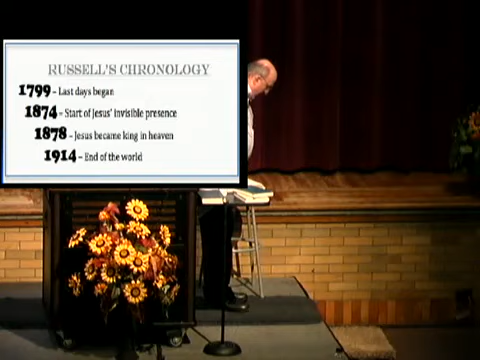 RUSSELL'S CHRONOLOGY
1799 – Last days began
1874 – Start of Jesus' invisible presence
1878 – Jesus became king in heaven
1914 – End of the world